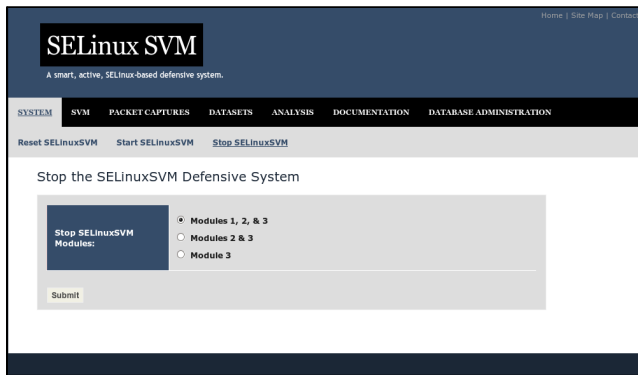 Home | Site Map | Contact
SELinux SVM
A smart, active, SELinux-based defensive system.
SYSTEM SVM PACKET CAPTURES DATASETS ANALYSIS DOCUMENTATION DATABASE ADMINISTRATION
Reset SELinuxSVM Start SELinuxSVM Stop SELinuxSVM
Stop the SELinuxSVM Defensive System
Stop SELinuxSVM
Modules:
Modules 1, 2, & 3
Modules 2 & 3
Module 3
Submit